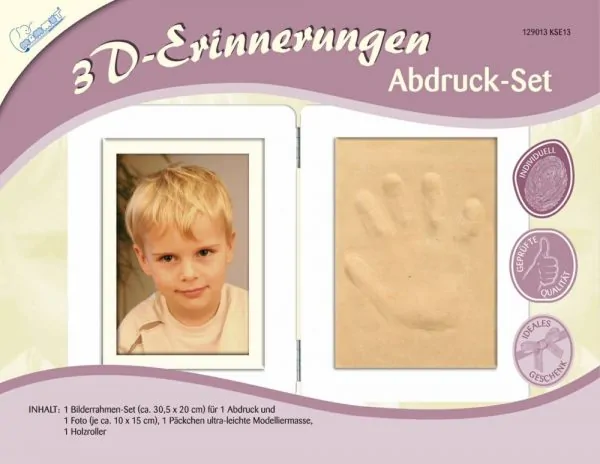 129013 KSE13
3D-Erinnerungen
Abdruck-Set
INDIVIDUELL
GEPRÜFTE
QUALITÄT
IDEALES
GESCHENK
INHALT: 1 Bilderrahmen-Set (ca. 30,5 x 20 cm) für 1 Abdruck und
1 Foto (je ca. 10 x 15 cm), 1 Päckchen ultra-leichte Modelliermasse,
1 Holzroller